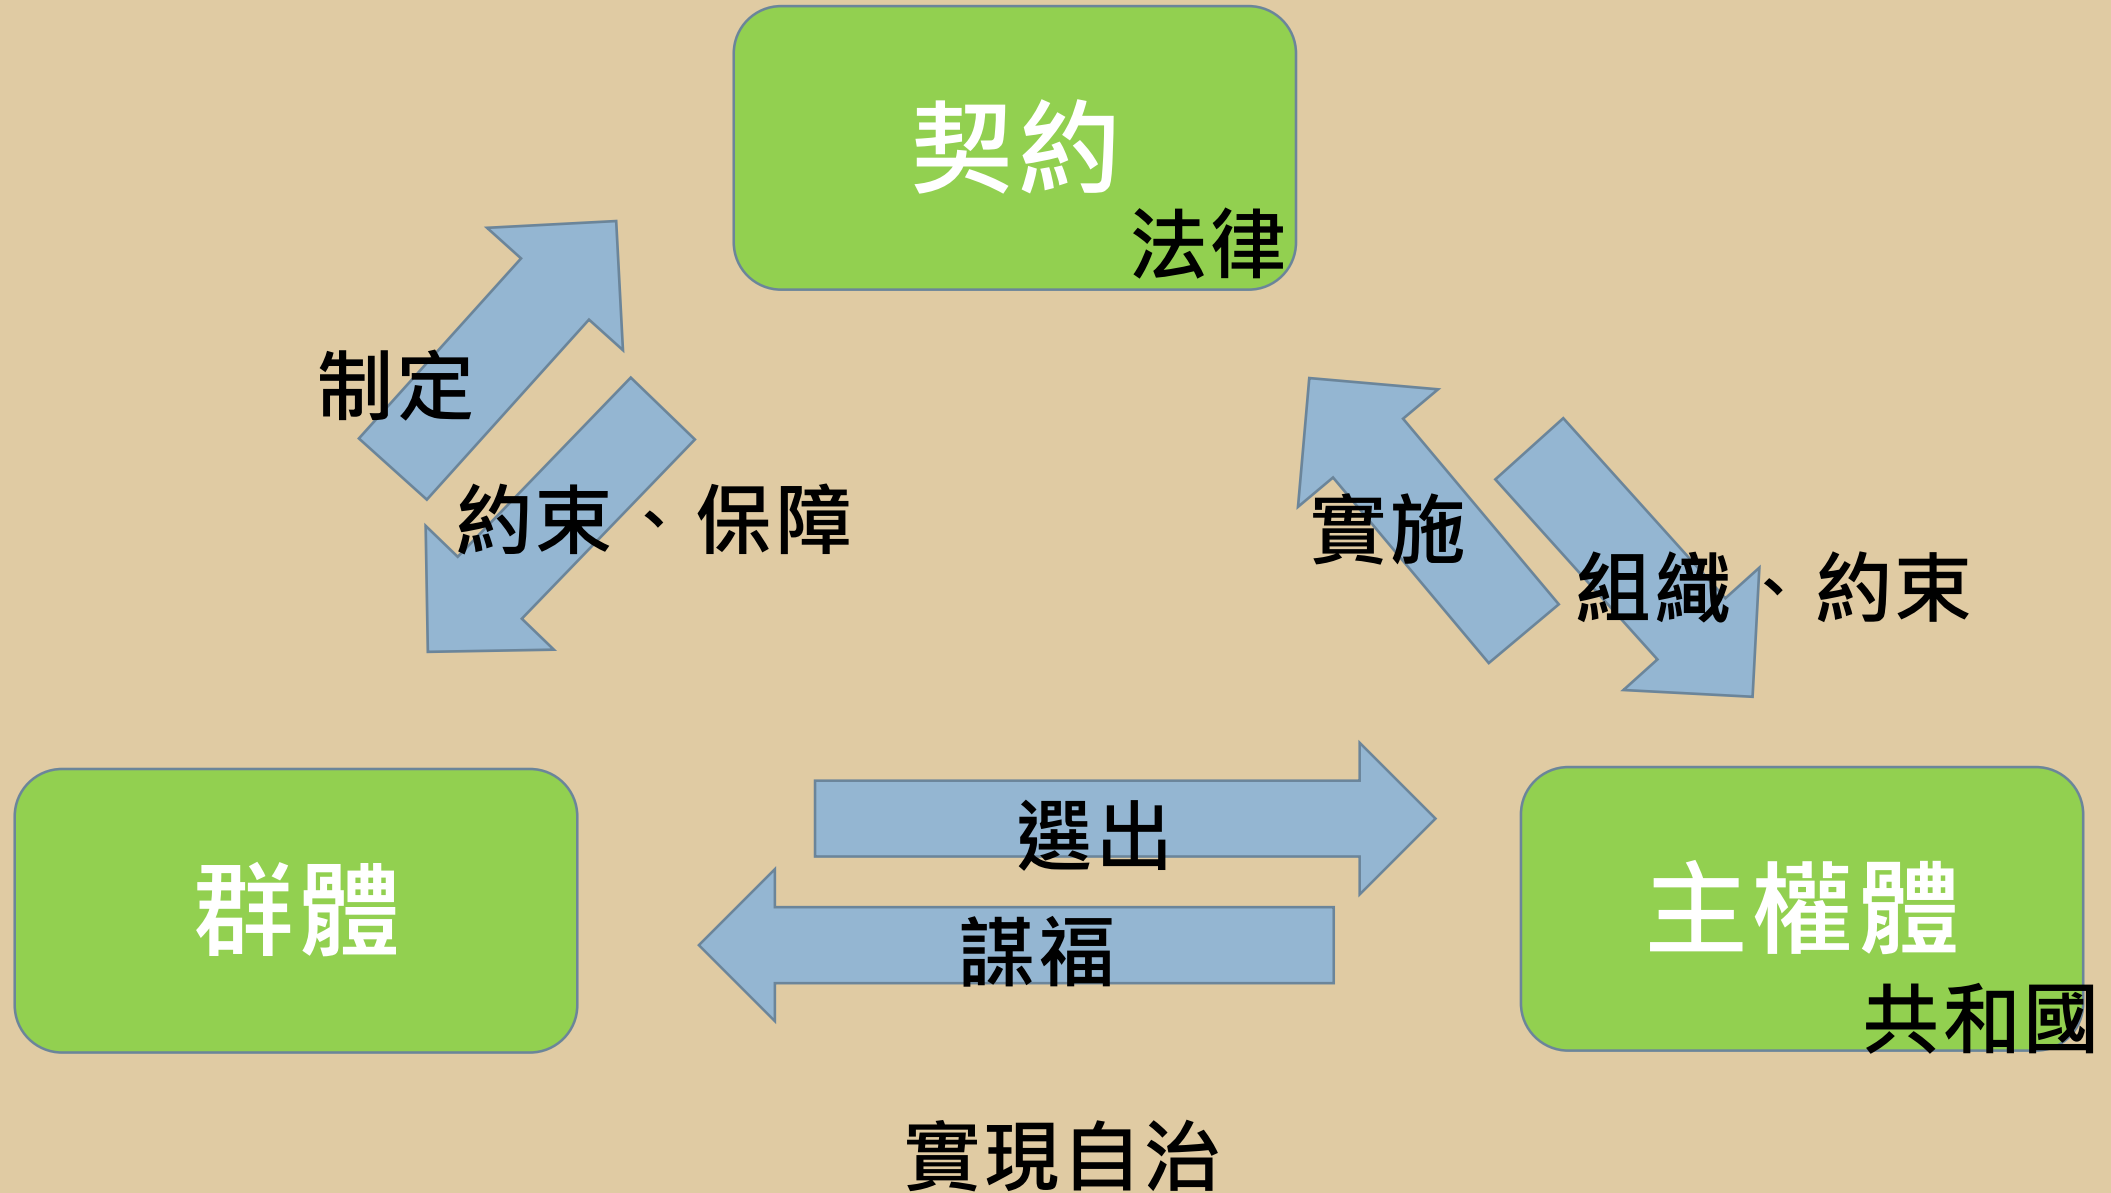 契約
法律
制定
約束、保障
實施
組織、約束
選出
謀福
群體
主權體
共和國
實現自治